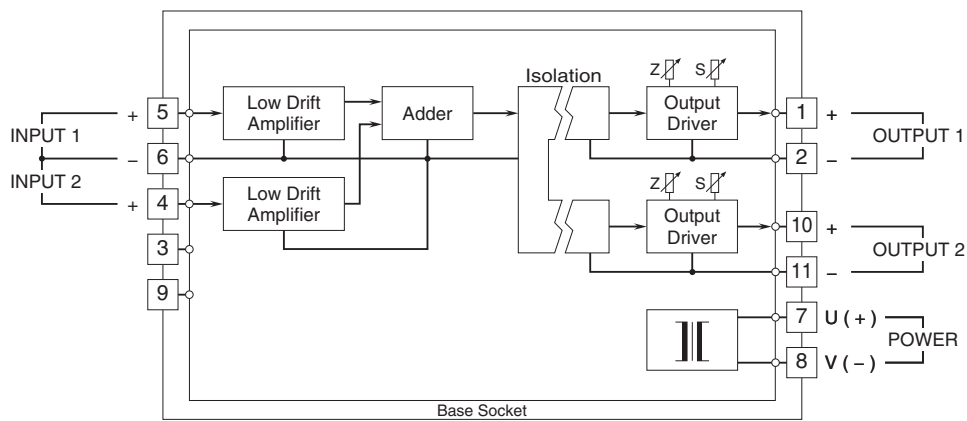 Isolation
Z S
5 + Low Drift Amplifier Adder Output Driver 1 +
INPUT 1 OUTPUT 1
6 − 2 −
INPUT 2
Z S
4 + Low Drift Amplifier Output Driver 10 +
3 OUTPUT 2
11 −
9
7 U ( + )
POWER
8 V ( − )
Base Socket